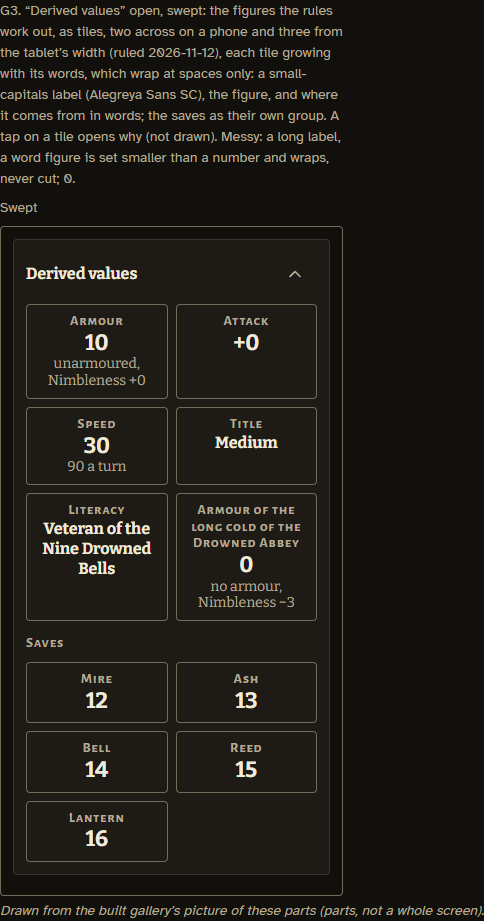 G3. “Derived values” open, swept: the figures the rules
work out, as tiles, two across on a phone and three from
the tablet’s width (ruled 2026-11-12), each tile growing
with its words, which wrap at spaces only: a small-
capitals label (Alegreya Sans SC), the figure, and where
it comes from in words; the saves as their own group. A
tap on a tile opens why (not drawn). Messy: a long label,
a word figure is set smaller than a number and wraps,
never cut; 0.
Swept
Derived values
Armour
10
unarmoured,
Nimbleness +0
Attack
+0
Speed
30
90 a turn
Title
Medium
Literacy
Veteran of the
Nine Drowned
Bells
Armour of the
long cold of the
Drowned Abbey
0
no armour,
Nimbleness −3
Saves
Mire
12
Ash
13
Bell
14
Reed
15
Lantern
16
Drawn from the built gallery’s picture of these parts (parts, not a whole screen).